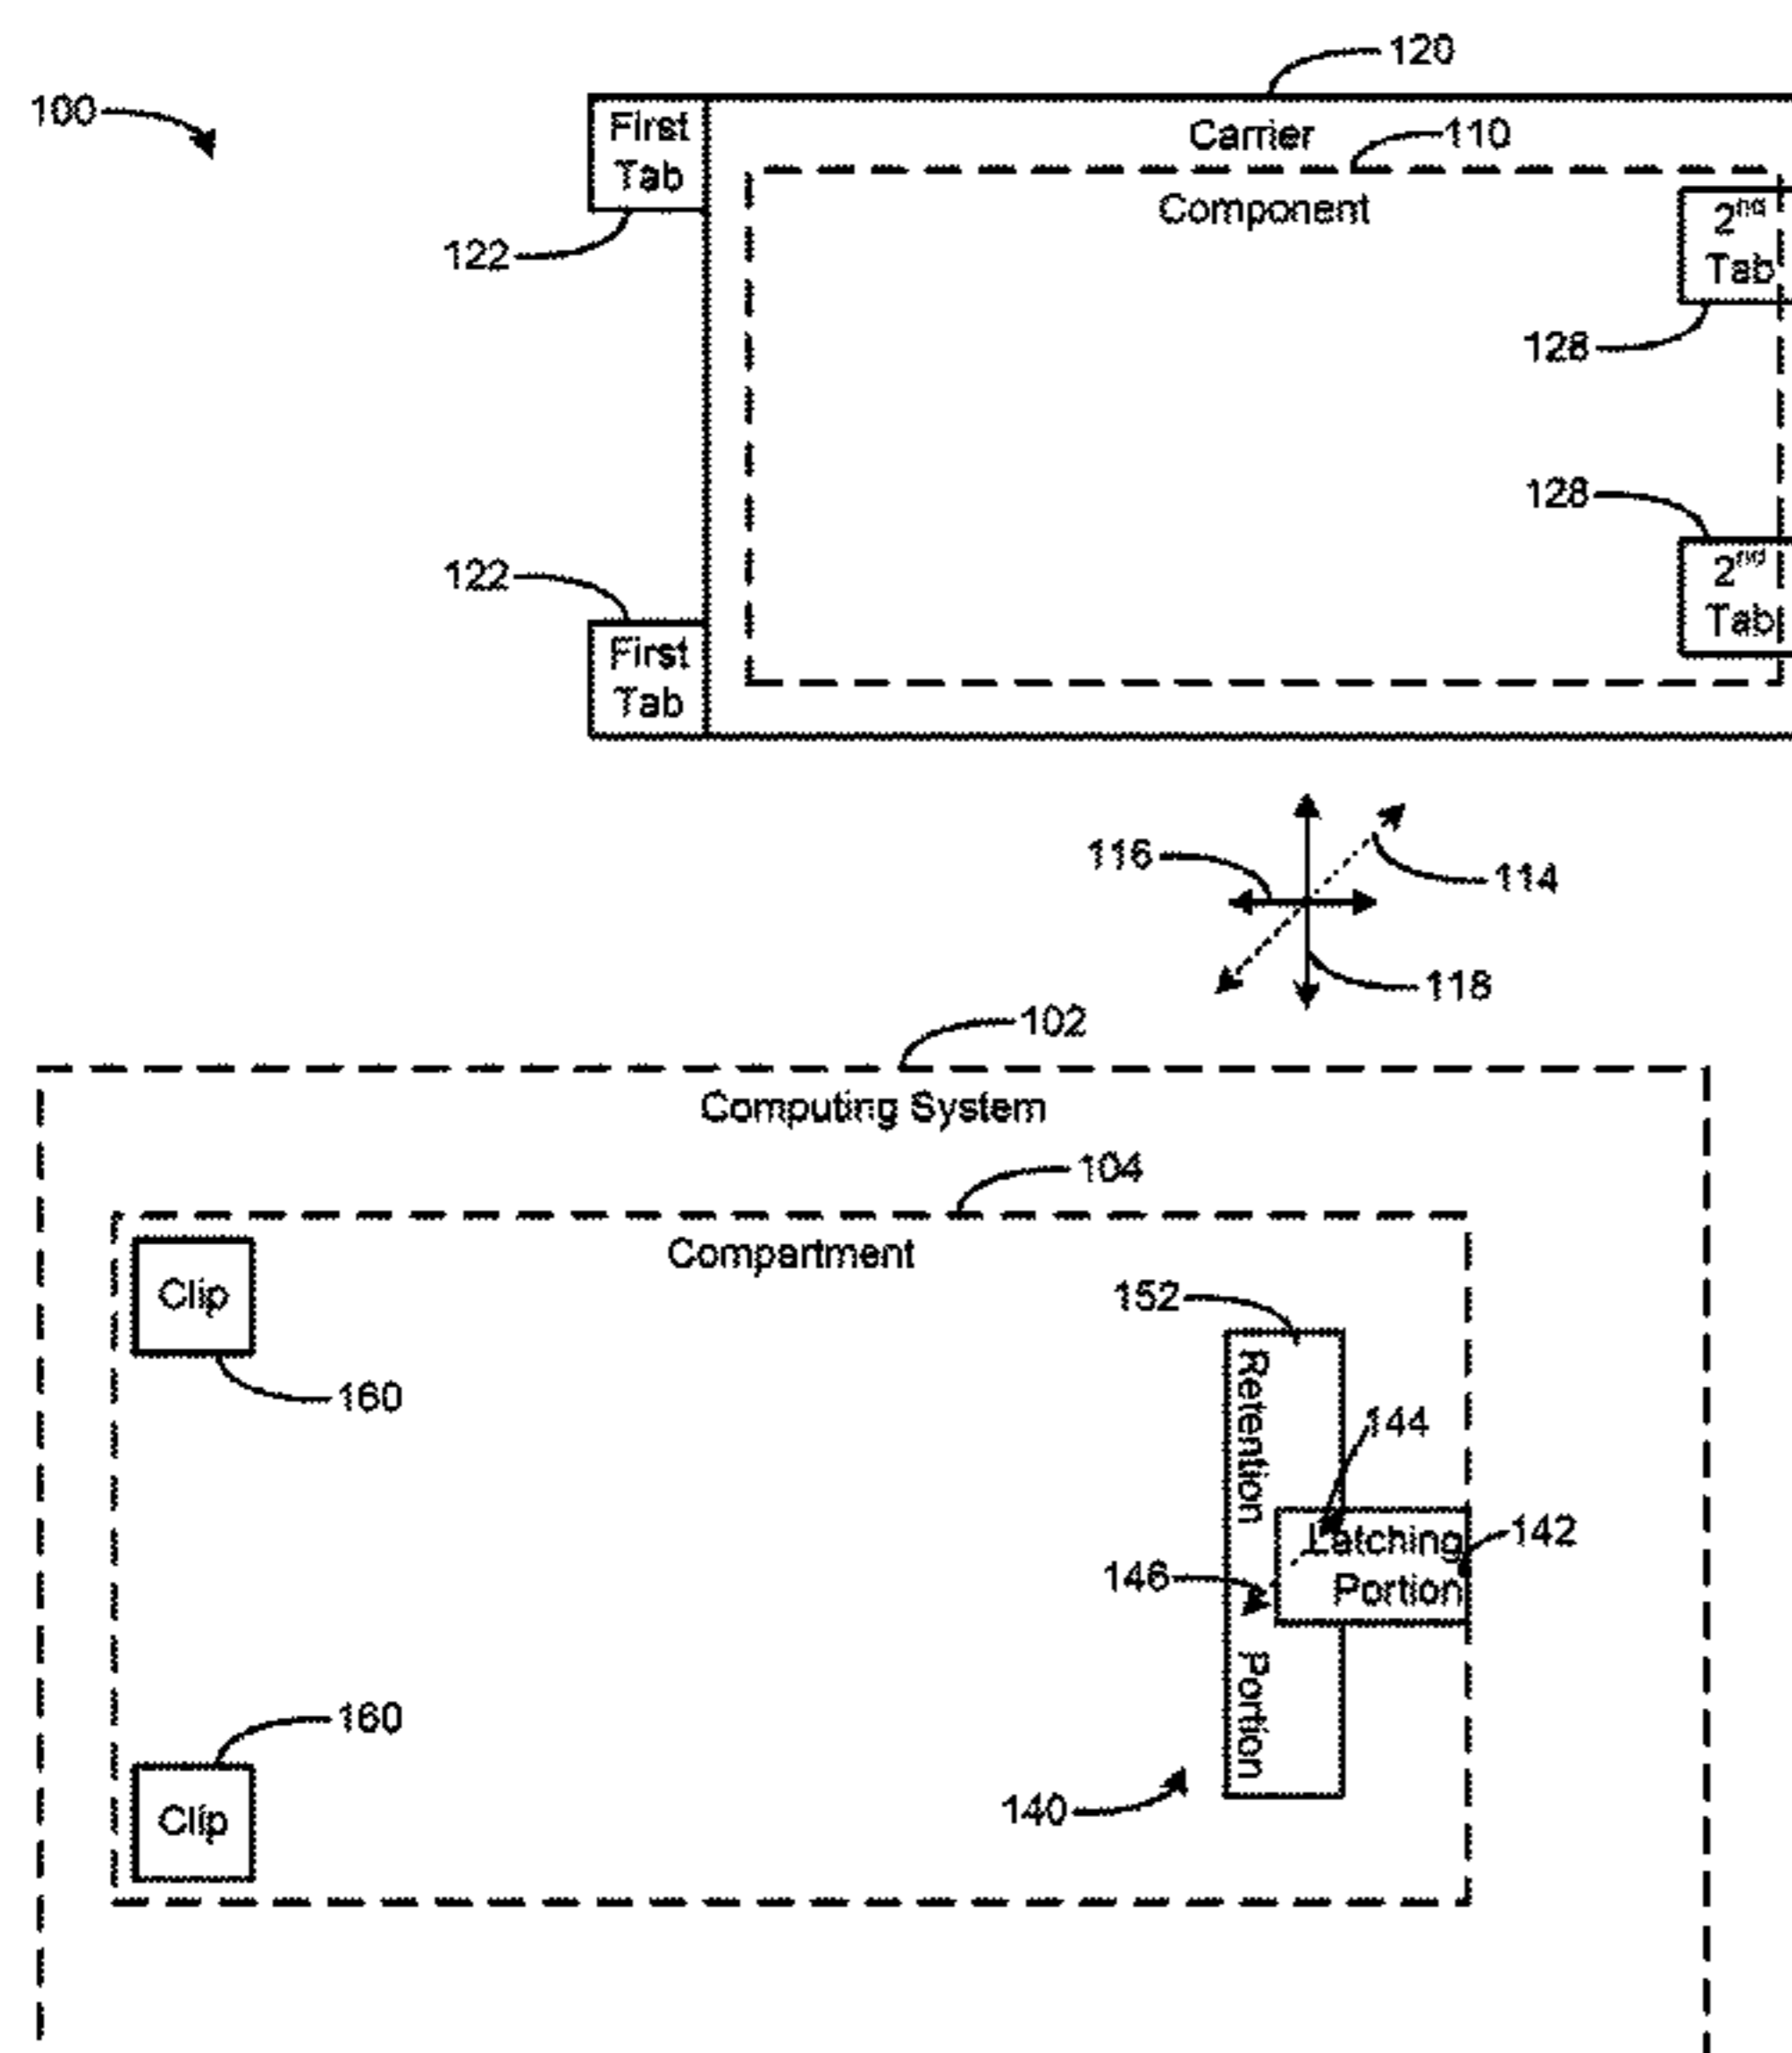 120
100
First
Tab
Carrier
110
Component
2nd
Tab
122
128
128
122
2nd
Tab
First
Tab
116
114
118
102
Computing System
104
Compartment
Clip
152
160
Retention
Portion
144
Latching
Portion
142
146
160
Clip
140